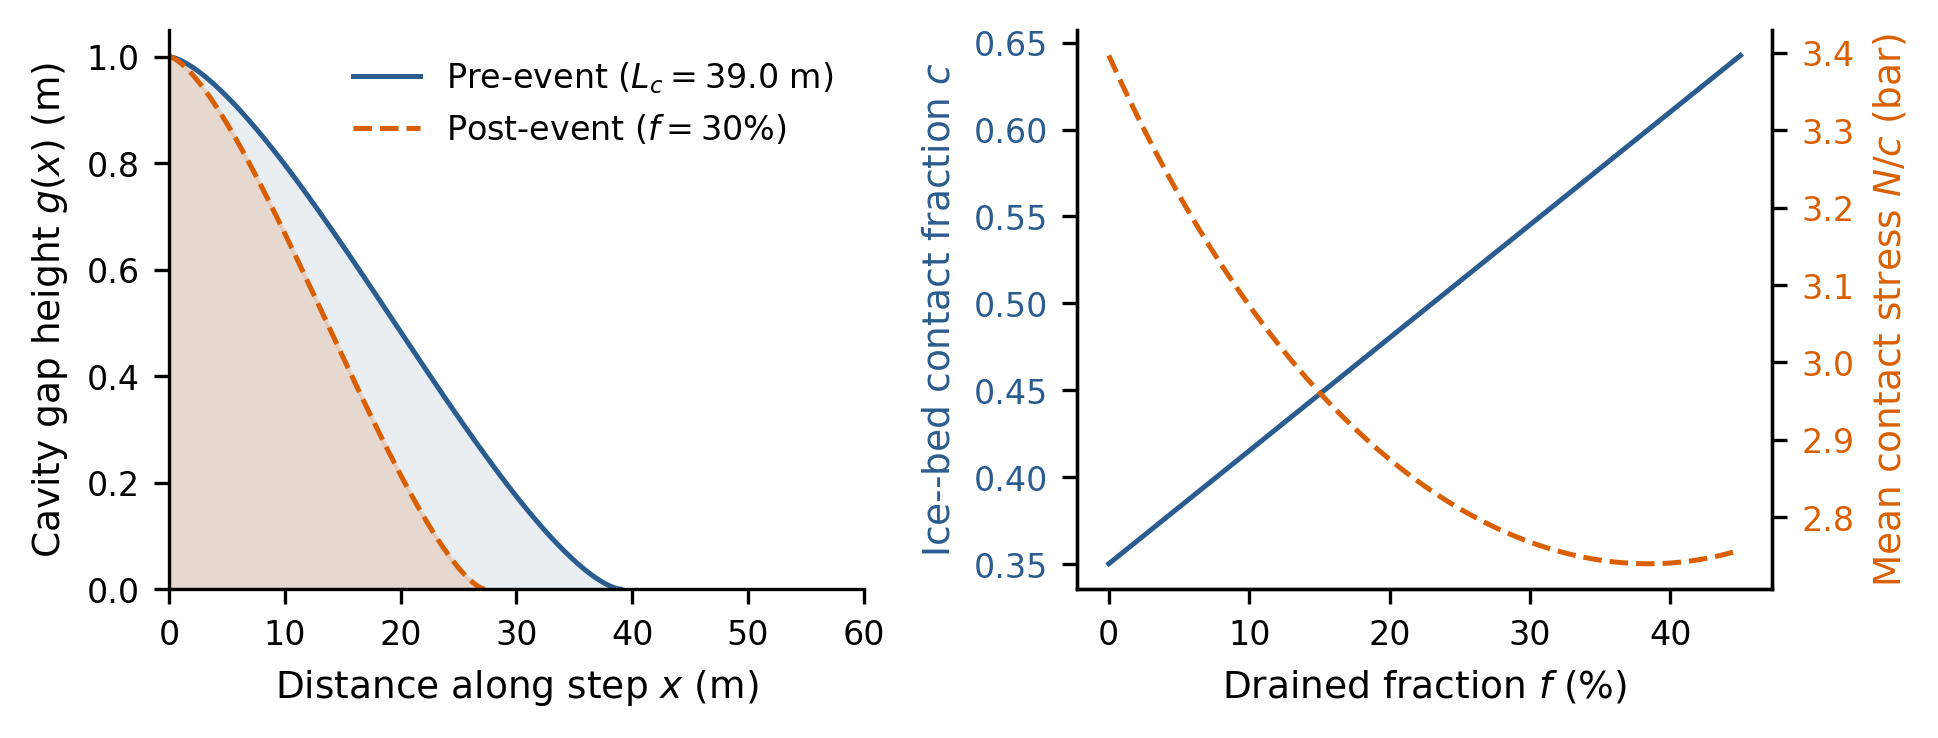 Cavity gap height g(x) (m)
1.0
0.8
0.6
0.4
0.2
0.0
0 10 20 30 40 50 60
Distance along step x (m)
Pre-event (L_c = 39.0 m)
Post-event (f = 30%)
Ice--bed contact fraction c
0.65
0.60
0.55
0.50
0.45
0.40
0.35
0 10 20 30 40
Drained fraction f (%)
3.4
3.3
3.2
3.1
3.0
2.9
2.8
Mean contact stress N/c (bar)